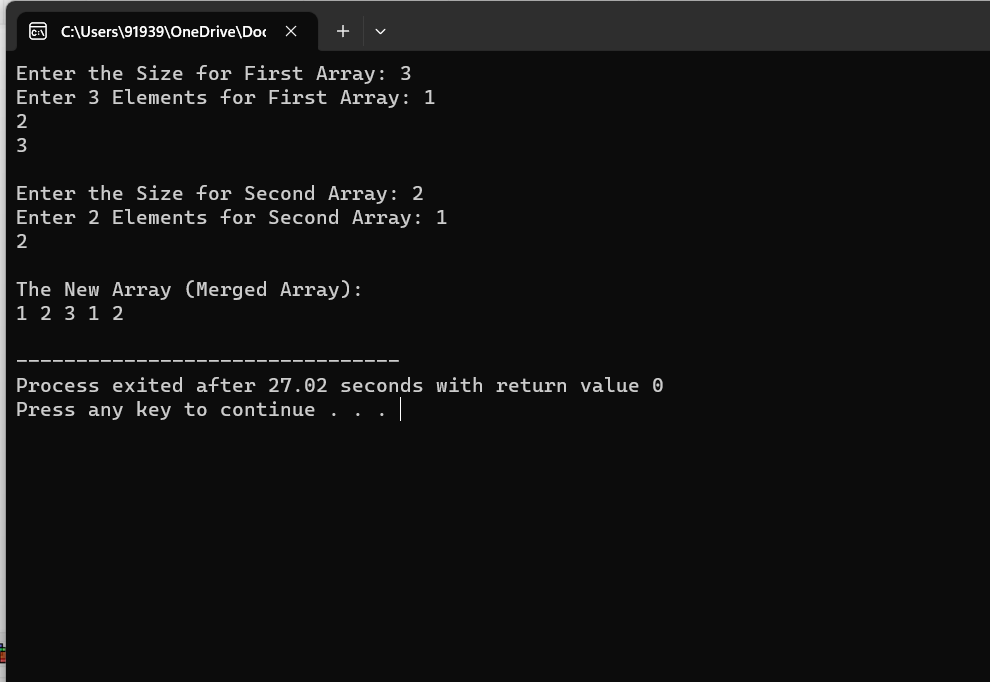 C:\Users\91939\OneDrive\Doc
Enter the Size for First Array: 3
Enter 3 Elements for First Array: 1
2
3
Enter the Size for Second Array: 2
Enter 2 Elements for Second Array: 1
2
The New Array (Merged Array):
1 2 3 1 2
--------------------------------
Process exited after 27.02 seconds with return value 0
Press any key to continue . . .